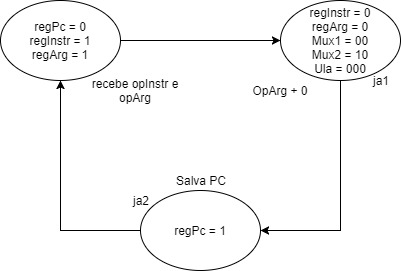 regPc = 0
regInstr = 1
regArg = 1
recebe opInstr e
opArg
regInstr = 0
regArg = 0
Mux1 = 00
Mux2 = 10
Ula = 000
ja1
OpArg + 0
Salva PC
ja2
regPc = 1